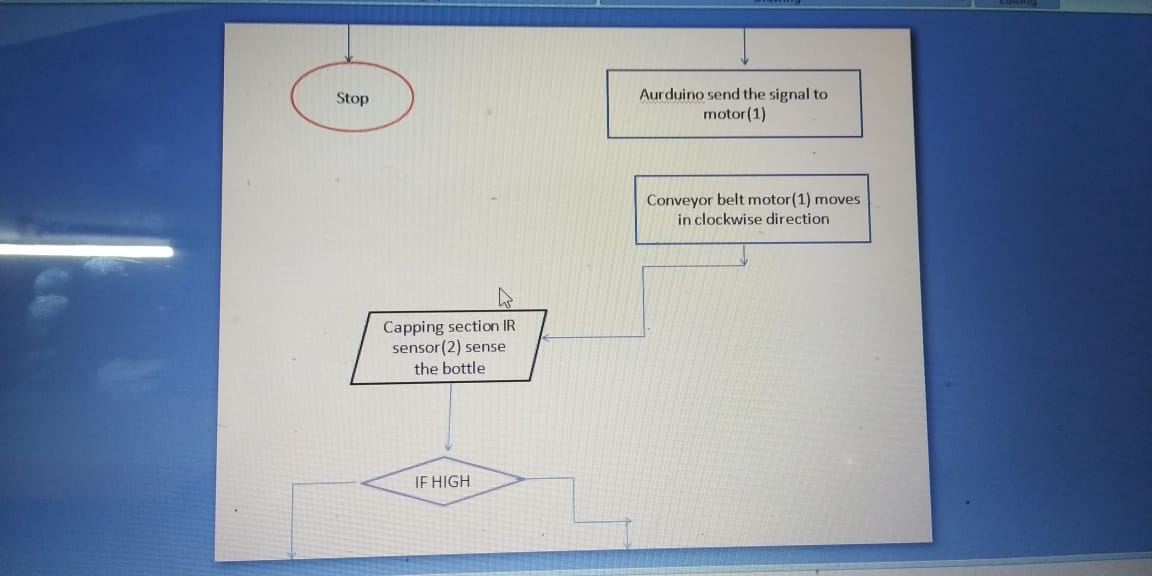 Stop
Aurduino send the signal to
motor(1)
Conveyor belt motor(1) moves
in clockwise direction
Capping section IR
sensor(2) sense
the bottle
IF HIGH